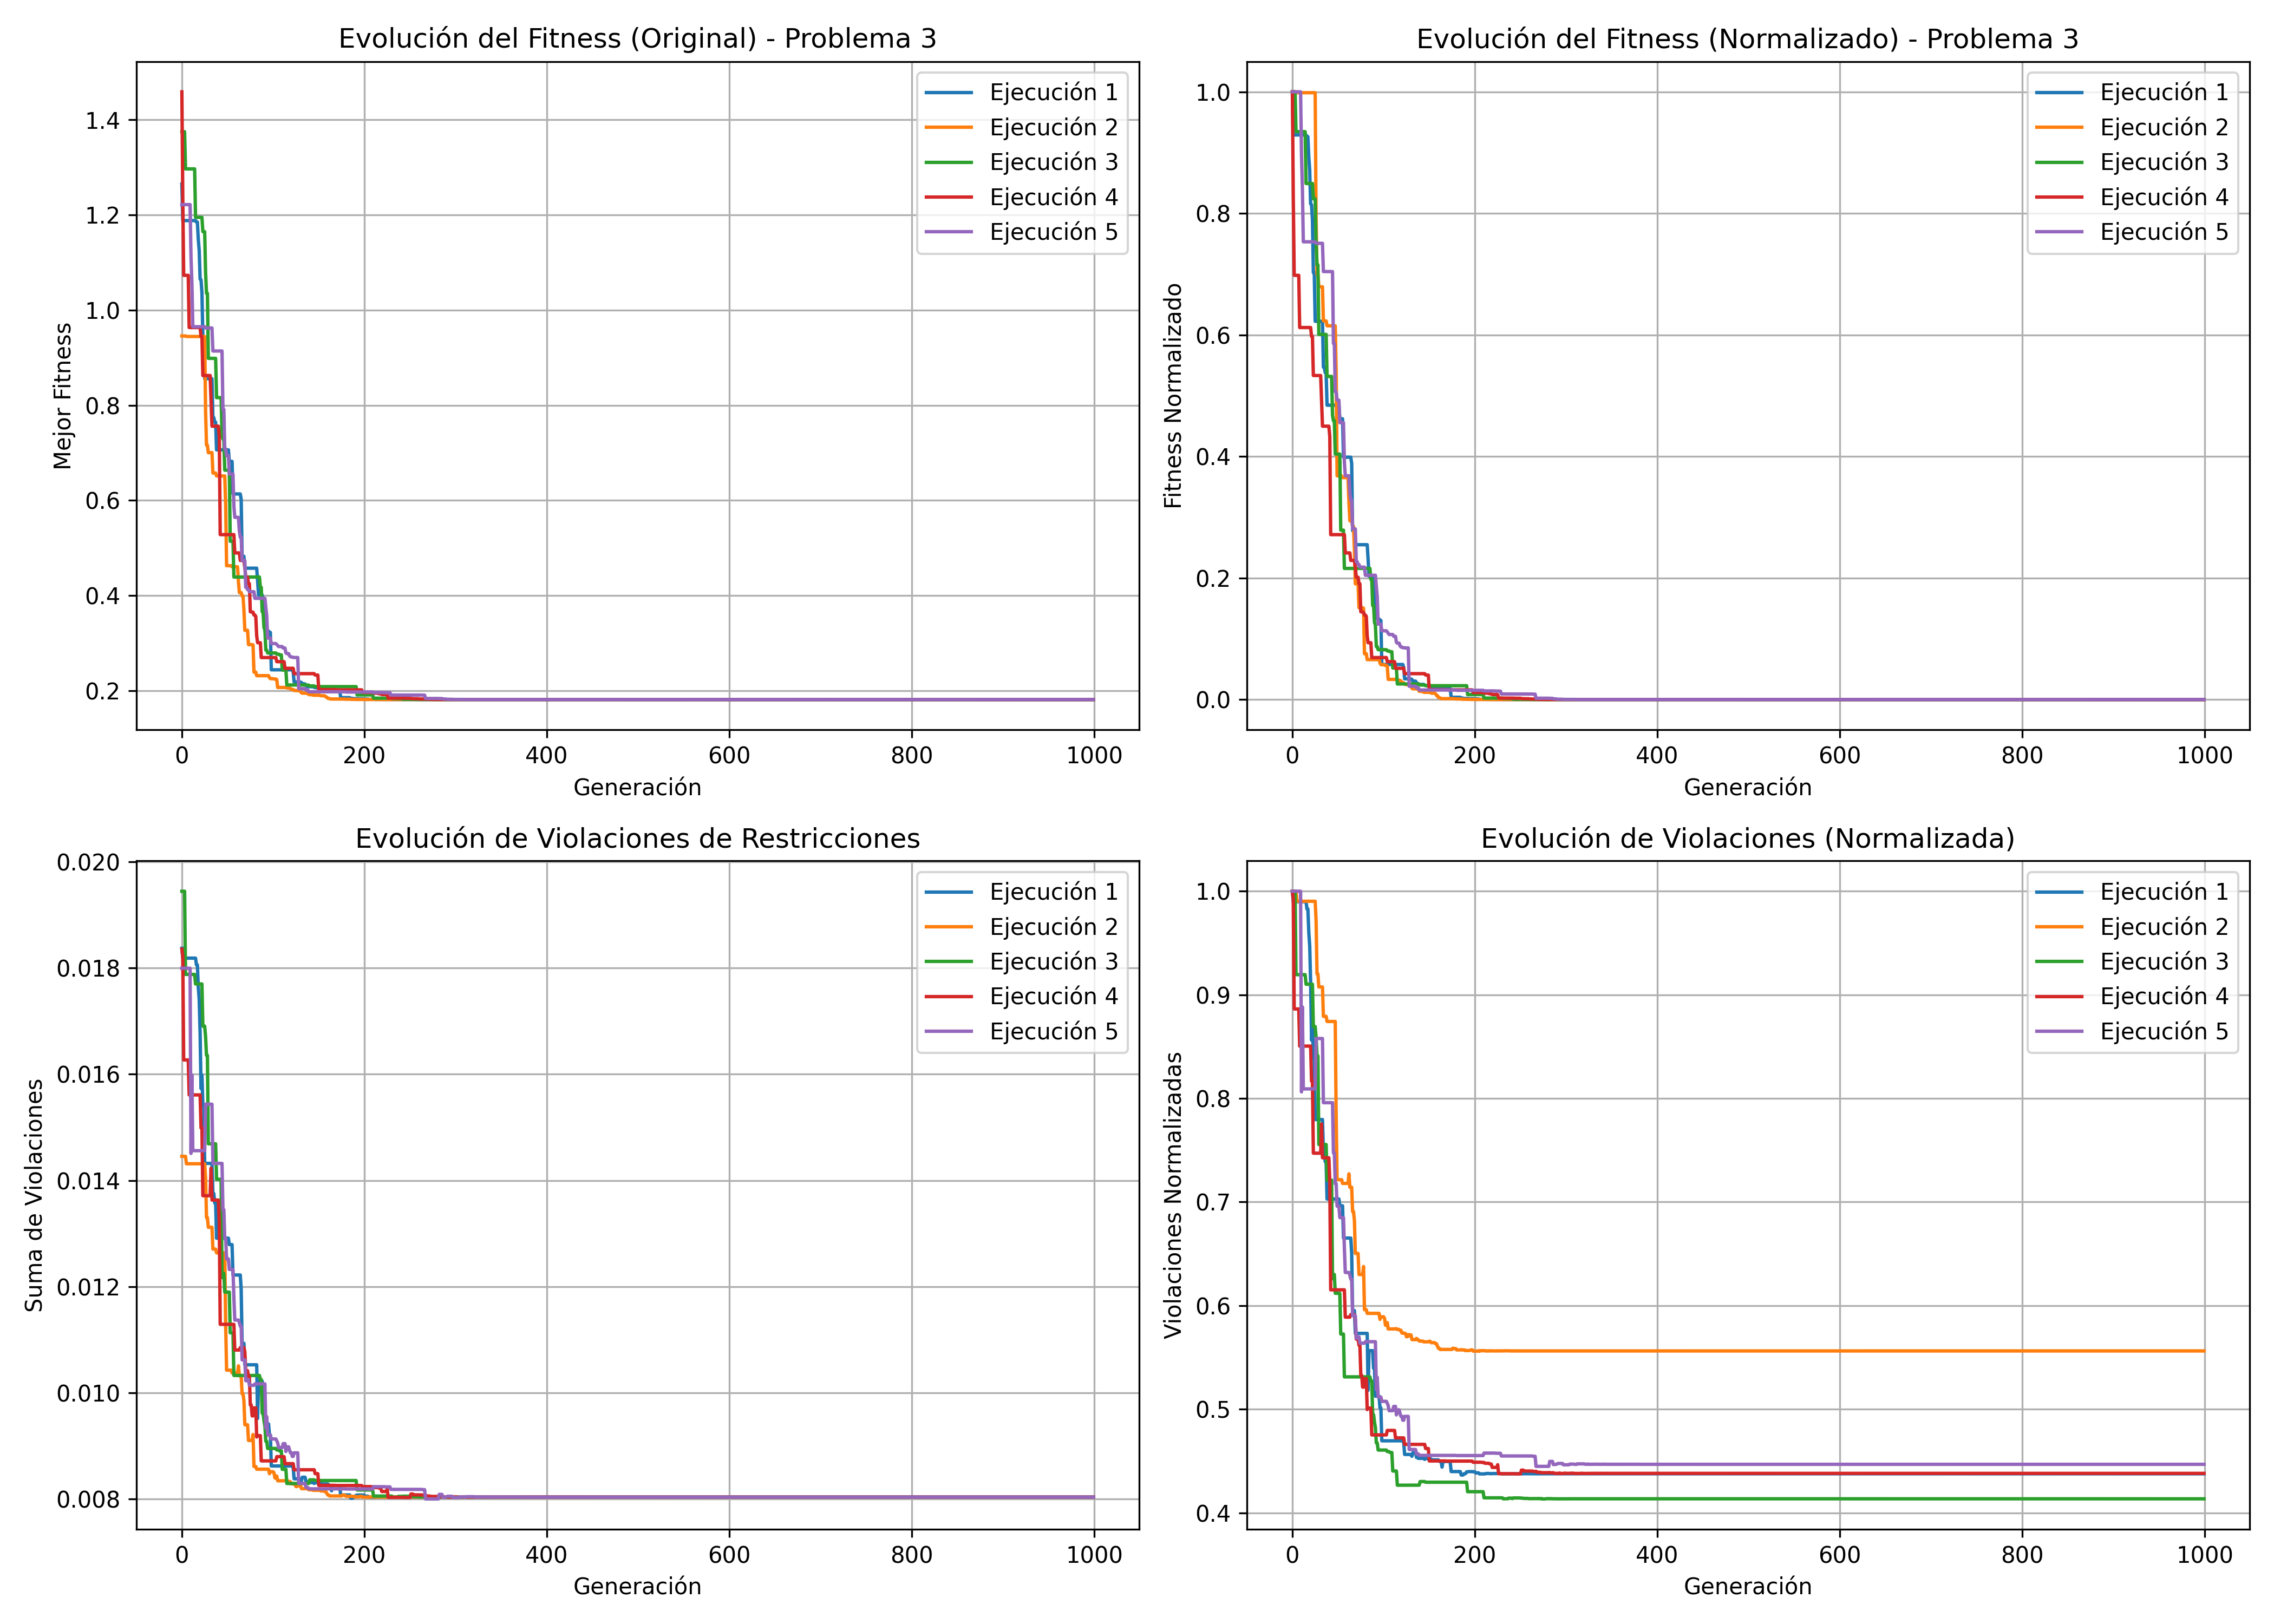 Evolución del Fitness (Original) - Problema 3
Mejor Fitness
1.4
1.2
1.0
0.8
0.6
0.4
0.2
0
200
400
600
800
1000
Generación
Ejecución 1
Ejecución 2
Ejecución 3
Ejecución 4
Ejecución 5
Evolución del Fitness (Normalizado) - Problema 3
Fitness Normalizado
1.0
0.8
0.6
0.4
0.2
0.0
0
200
400
600
800
1000
Generación
Ejecución 1
Ejecución 2
Ejecución 3
Ejecución 4
Ejecución 5
Evolución de Violaciones de Restricciones
Suma de Violaciones
0.020
0.018
0.016
0.014
0.012
0.010
0.008
0
200
400
600
800
1000
Generación
Ejecución 1
Ejecución 2
Ejecución 3
Ejecución 4
Ejecución 5
Evolución de Violaciones (Normalizada)
Violaciones Normalizadas
1.0
0.9
0.8
0.7
0.6
0.5
0.4
0
200
400
600
800
1000
Generación
Ejecución 1
Ejecución 2
Ejecución 3
Ejecución 4
Ejecución 5